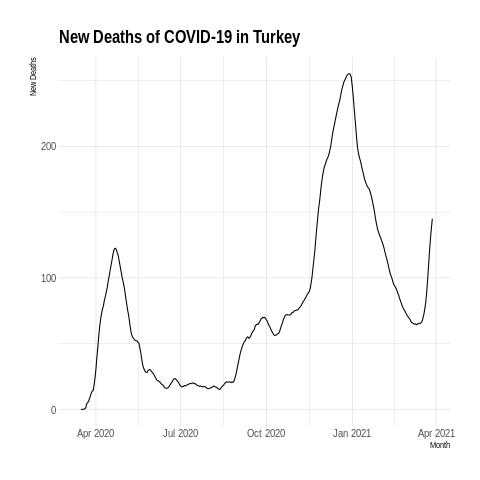 New Deaths of COVID-19 in Turkey
New Deaths
200
100
0
Apr 2020 Jul 2020 Oct 2020 Jan 2021 Apr 2021
Month